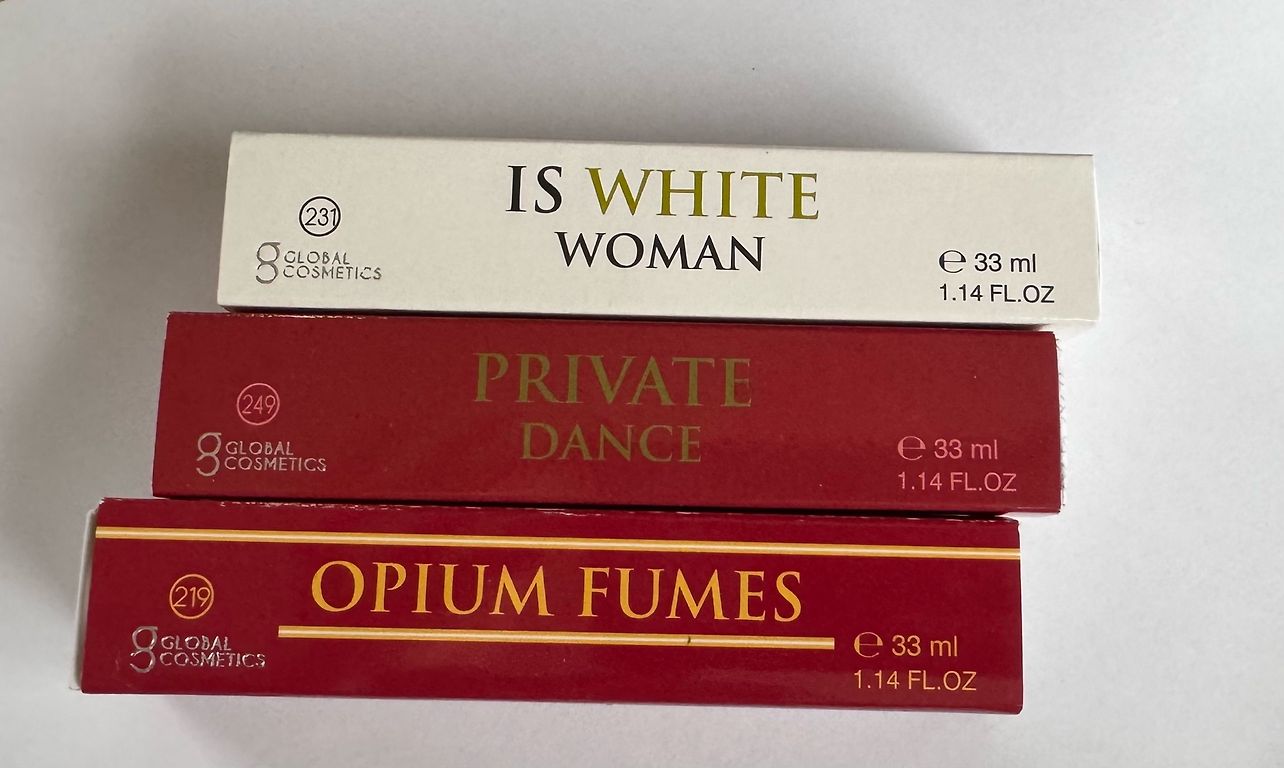 231
GLOBAL
COSMETICS
IS WHITE
WOMAN
℮ 33 ml
1.14 FL.OZ
249
GLOBAL
COSMETICS
PRIVATE
DANCE
℮ 33 ml
1.14 FL.OZ
219
GLOBAL
COSMETICS
OPIUM FUMES
℮ 33 ml
1.14 FL.OZ